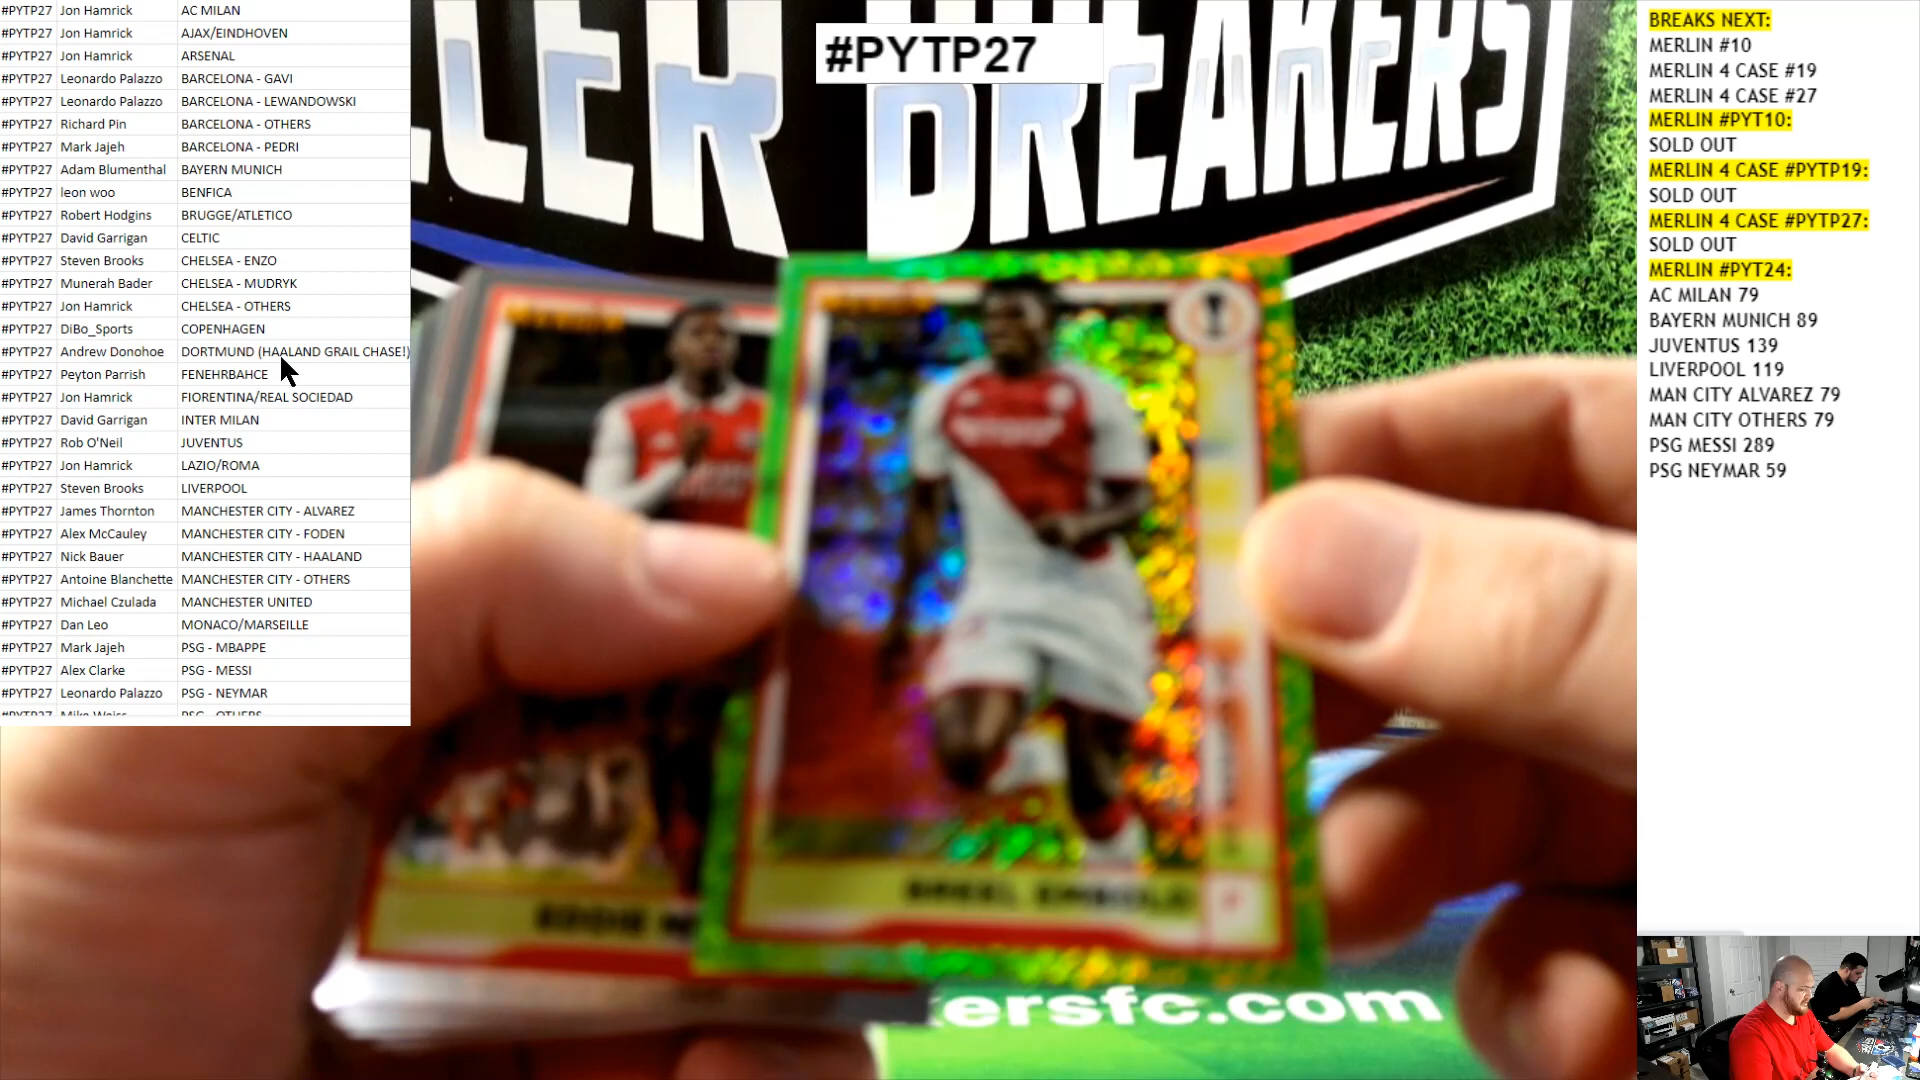 #PYTP27 Jon Hamrick AC MILAN
#PYTP27 Jon Hamrick AJAX/EINDHOVEN
#PYTP27 Jon Hamrick ARSENAL
#PYTP27 Leonardo Palazzo BARCELONA - GAVI
#PYTP27 Leonardo Palazzo BARCELONA - LEWANDOWSKI
#PYTP27 Richard Pin BARCELONA - OTHERS
#PYTP27 Mark Jajeh BARCELONA - PEDRI
#PYTP27 Adam Blumenthal BAYERN MUNICH
#PYTP27 leon woo BENFICA
#PYTP27 Robert Hodgins BRUGGE/ATLETICO
#PYTP27 David Garrigan CELTIC
#PYTP27 Steven Brooks CHELSEA - ENZO
#PYTP27 Munerah Bader CHELSEA - MUDRYK
#PYTP27 Jon Hamrick CHELSEA - OTHERS
#PYTP27 DiBo_Sports COPENHAGEN
#PYTP27 Andrew Donohoe DORTMUND (HAALAND GRAIL CHASE!)
#PYTP27 Peyton Parrish FENEHRBAHCE
#PYTP27 Jon Hamrick FIORENTINA/REAL SOCIEDAD
#PYTP27 David Garrigan INTER MILAN
#PYTP27 Rob O'Neil JUVENTUS
#PYTP27 Jon Hamrick LAZIO/ROMA
#PYTP27 Steven Brooks LIVERPOOL
#PYTP27 James Thornton MANCHESTER CITY - ALVAREZ
#PYTP27 Alex McCauley MANCHESTER CITY - FODEN
#PYTP27 Nick Bauer MANCHESTER CITY - HAALAND
#PYTP27 Antoine Blanchette MANCHESTER CITY - OTHERS
#PYTP27 Michael Czulada MANCHESTER UNITED
#PYTP27 Dan Leo MONACO/MARSEILLE
#PYTP27 Mark Jajeh PSG - MBAPPE
#PYTP27 Alex Clarke PSG - MESSI
#PYTP27 Leonardo Palazzo PSG - NEYMAR
#PYTP27 Mike Weiss PSG - OTHERS
#PYTP27
CER BREAKERS
MERLIN
EDDIE
BREEL EMBOLO
ersfc.com
BREAKS NEXT:
MERLIN #10
MERLIN 4 CASE #19
MERLIN 4 CASE #27
MERLIN #PYT10:
SOLD OUT
MERLIN 4 CASE #PYTP19:
SOLD OUT
MERLIN 4 CASE #PYTP27:
SOLD OUT
MERLIN #PYT24:
AC MILAN 79
BAYERN MUNICH 89
JUVENTUS 139
LIVERPOOL 119
MAN CITY ALVAREZ 79
MAN CITY OTHERS 79
PSG MESSI 289
PSG NEYMAR 59